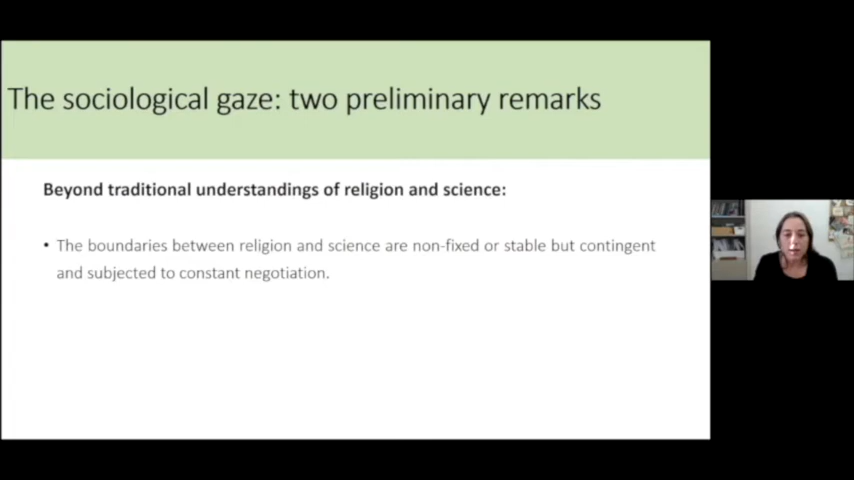 The sociological gaze: two preliminary remarks
Beyond traditional understandings of religion and science:
• The boundaries between religion and science are non-fixed or stable but contingent
and subjected to constant negotiation.